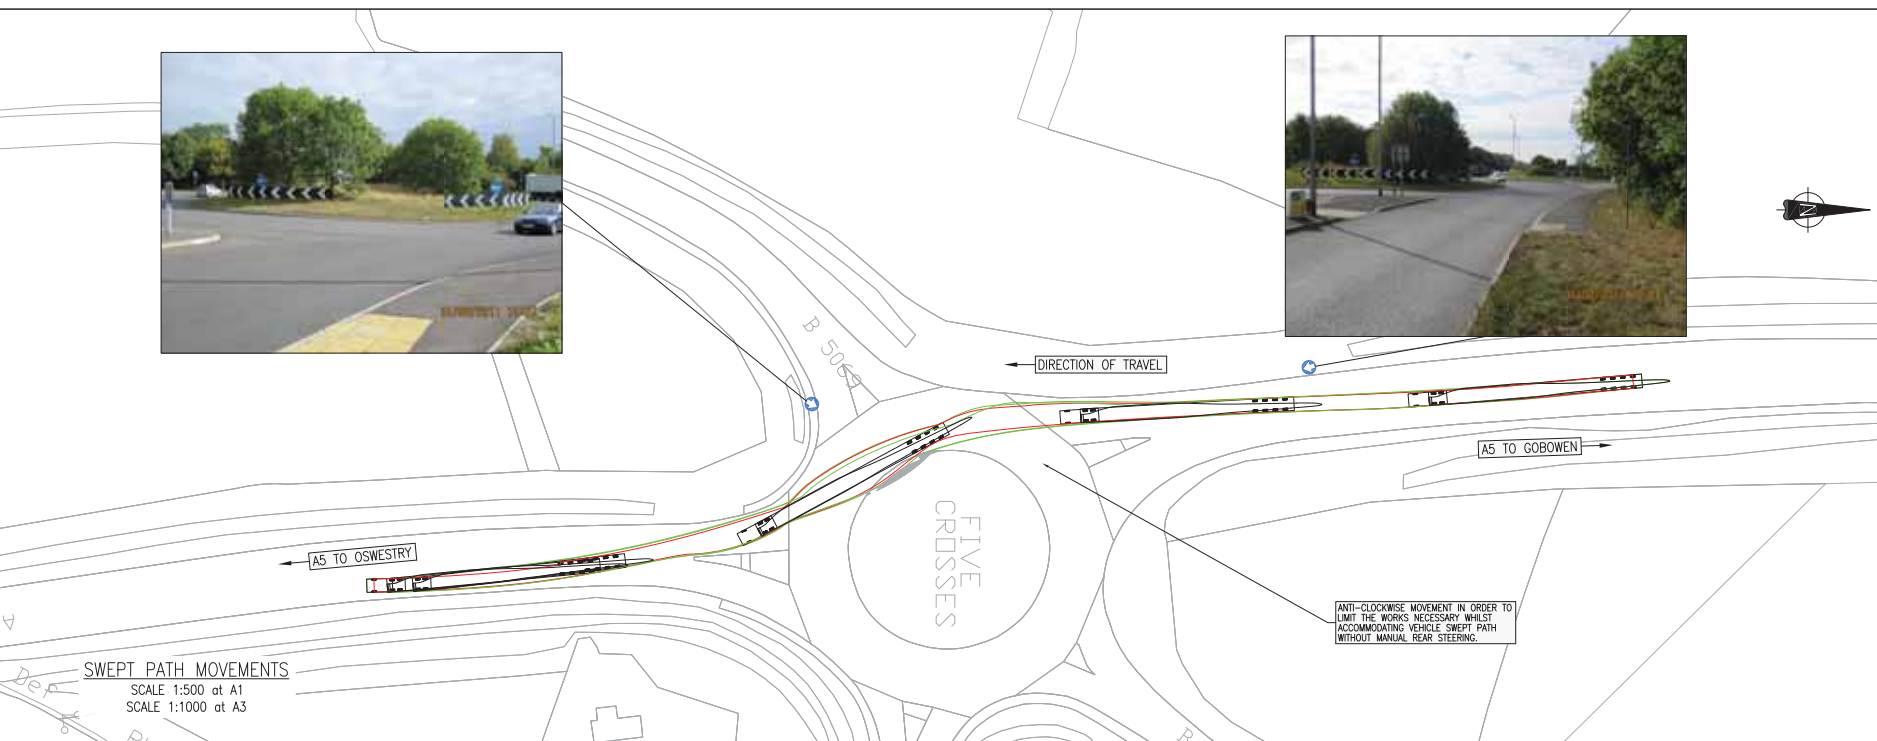 B 5069
DIRECTION OF TRAVEL
N
A5 TO GOBOWEN
FIVE
CROSSES
A5 TO OSWESTRY
ANTI-CLOCKWISE MOVEMENT IN ORDER TO
LIMIT THE WORKS NECESSARY WHILST
ACCOMMODATING VEHICLE SWEPT PATH
WITHOUT MANUAL REAR STEERING.
A
SWEPT PATH MOVEMENTS
SCALE 1:500 at A1
SCALE 1:1000 at A3
Der